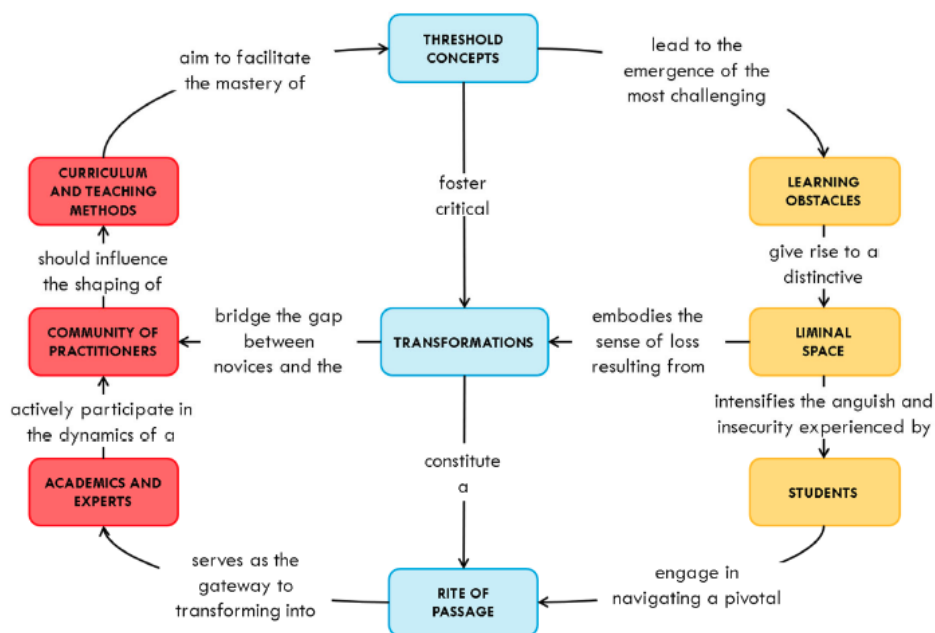 THRESHOLD
CONCEPTS
aim to facilitate
the mastery of
lead to the
emergence of the
most challenging
CURRICULUM
AND TEACHING
METHODS
foster
critical
LEARNING
OBSTACLES
should influence
the shaping of
give rise to a
distinctive
COMMUNITY OF
PRACTITIONERS
bridge the gap
between
novices and the
TRANSFORMATIONS
embodies the
sense of loss
resulting from
LIMINAL
SPACE
actively participate in
the dynamics of a
intensifies the anguish and
insecurity experienced by
ACADEMICS AND
EXPERTS
constitute
a
STUDENTS
serves as the
gateway to
transforming into
RITE OF
PASSAGE
engage in
navigating a pivotal